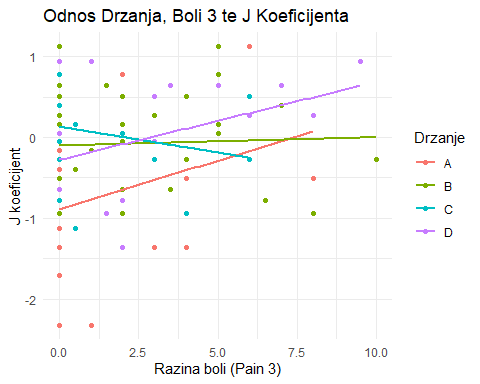 Odnos Drzanja, Boli 3 te J Koeficijenta
J koeficijent
1
0
-1
-2
0.0
2.5
5.0
7.5
10.0
Razina boli (Pain 3)
Drzanje
A
B
C
D